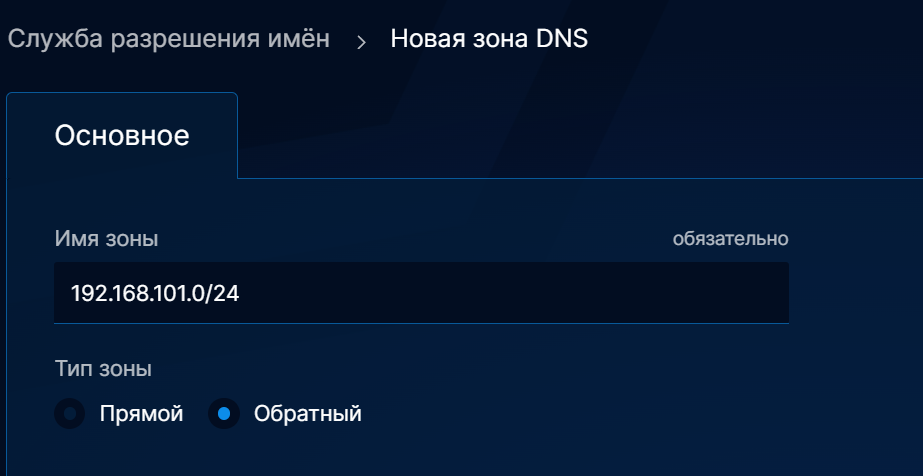 Служба разрешения имён > Новая зона DNS
Основное
Имя зоны обязательно
192.168.101.0/24
Тип зоны
Прямой Обратный